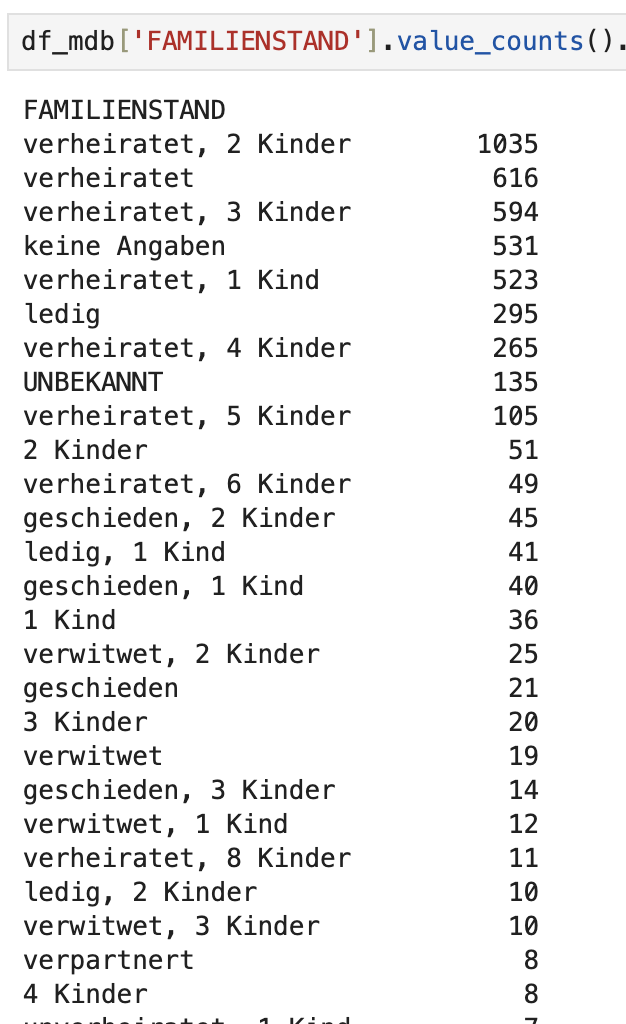 df_mdb['FAMILIENSTAND'].value_counts().
FAMILIENSTAND
verheiratet, 2 Kinder 1035
verheiratet 616
verheiratet, 3 Kinder 594
keine Angaben 531
verheiratet, 1 Kind 523
ledig 295
verheiratet, 4 Kinder 265
UNBEKANNT 135
verheiratet, 5 Kinder 105
2 Kinder 51
verheiratet, 6 Kinder 49
geschieden, 2 Kinder 45
ledig, 1 Kind 41
geschieden, 1 Kind 40
1 Kind 36
verwitwet, 2 Kinder 25
geschieden 21
3 Kinder 20
verwitwet 19
geschieden, 3 Kinder 14
verwitwet, 1 Kind 12
verheiratet, 8 Kinder 11
ledig, 2 Kinder 10
verwitwet, 3 Kinder 10
verpartnert 8
4 Kinder 8
unverheiratet, 1 Kind 7